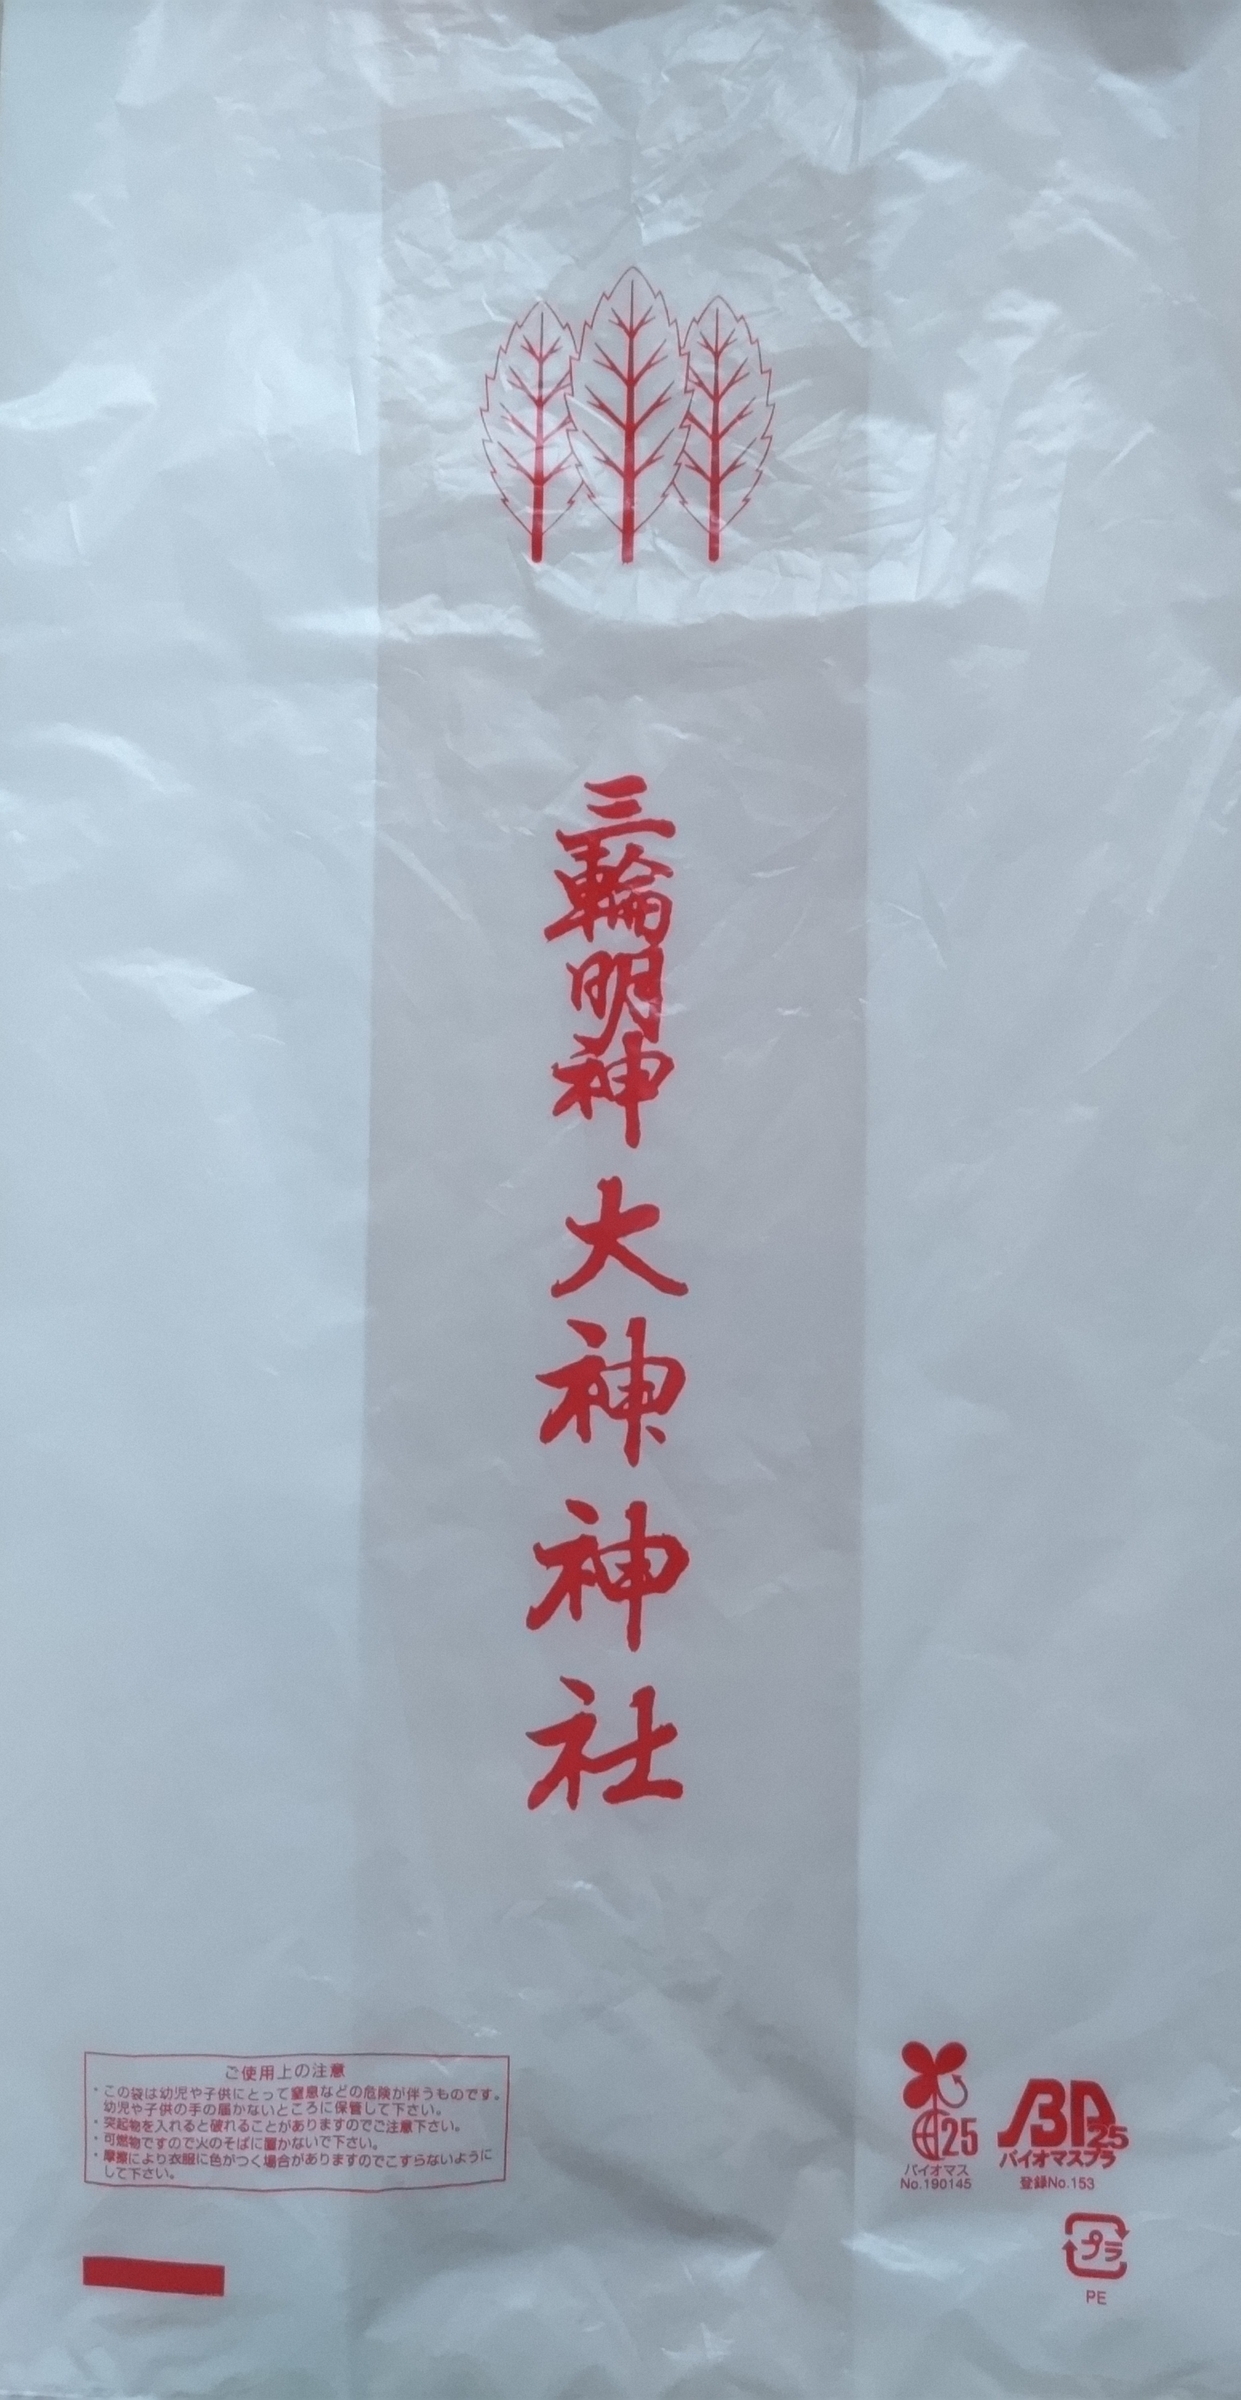 三輪明神
大神神社
ご使用上の注意
・この袋は幼児や子供にとって窒息などの危険が伴うものです。
幼児や子供の手の届かないところに保管して下さい。
・突起物を入れると破れることがありますのでご注意下さい。
・可燃物ですので火のそばに置かないで下さい。
・摩擦により衣服に色がつく場合がありますのでこすらないように
して下さい。
25
バイオマス
No.190145
BP
25
バイオマスプラ
登録No.153
プラ
PE